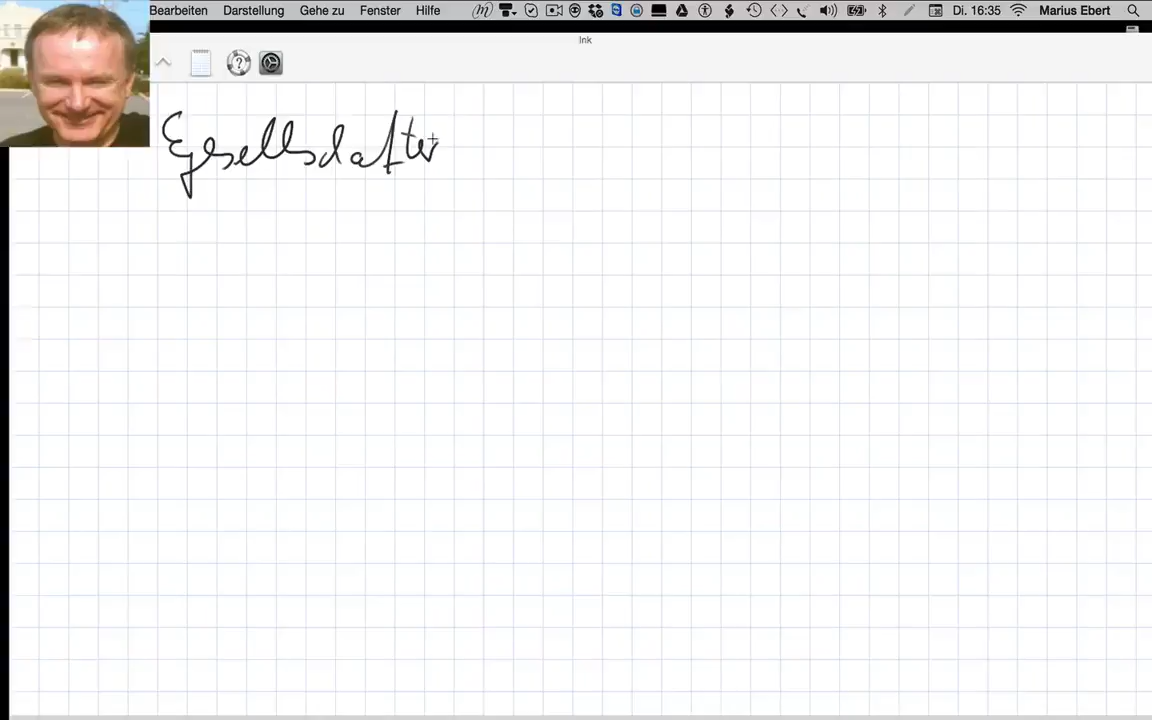 Bearbeiten Darstellung Gehe zu Fenster Hilfe Di. 16:35 Marius Ebert
Ink
Gesellschafter